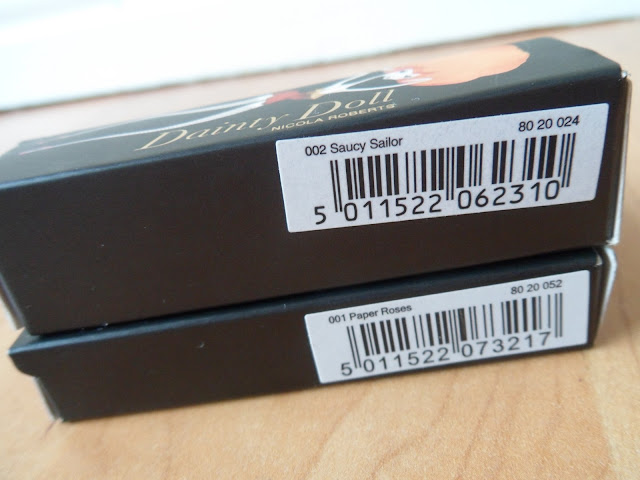 Dainty Doll
NICOLA ROBERTS
002 Saucy Sailor 80 20 024
5 011522 062310
001 Paper Roses 80 20 052
5 011522 073217